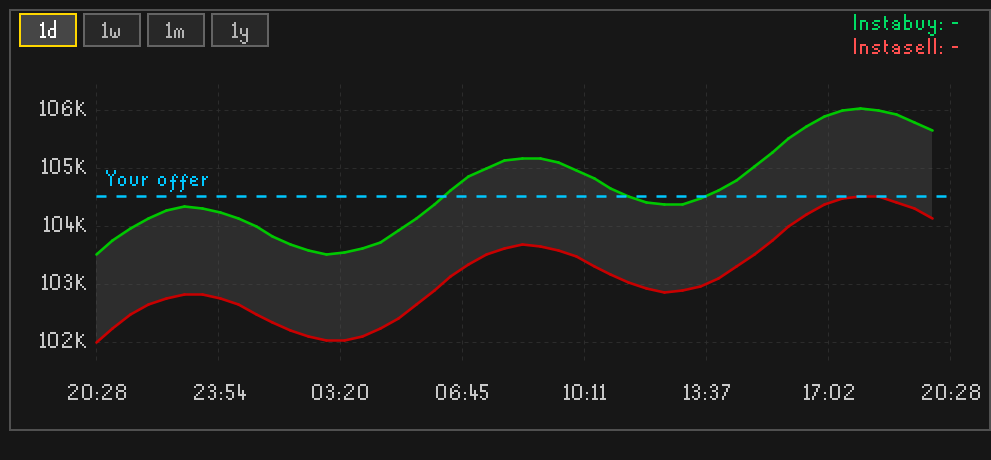 1d 1w 1m 1y
Instabuy: -
Instasell: -
106K
105K
Your offer
104K
103K
102K
20:28 23:54 03:20 06:45 10:11 13:37 17:02 20:28